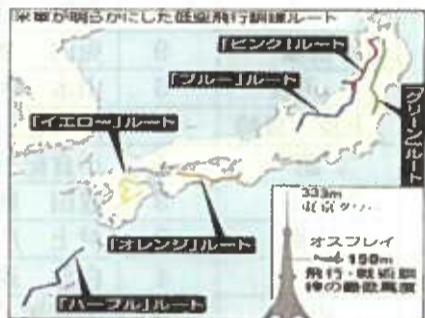 米軍が明らかにした低空飛行訓練ルート
「ピンク」ルート
「ブルー」ルート
グリーン」ルート
「イエロー」ルート
「オレンジ」ルート
「パープル」ルート
333m
東京タワー
オスプレイ
150m
飛行・戦術訓
練の最低高度